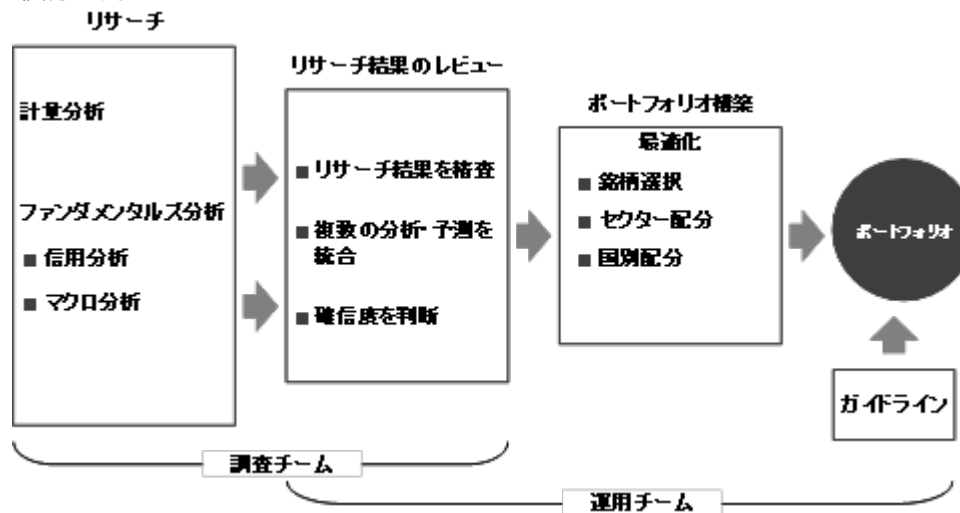 リサーチ
計量分析
ファンダメンタルズ分析
■ 信用分析
■ マクロ分析
リサーチ結果のレビュー
■ リサーチ結果を精査
■ 複数の分析・予測を
統合
■ 確信度を判断
ポートフォリオ構築
最適化
■ 銘柄選択
■ セクター配分
■ 国別配分
ポートフォリオ
ガイドライン
調査チーム
運用チーム